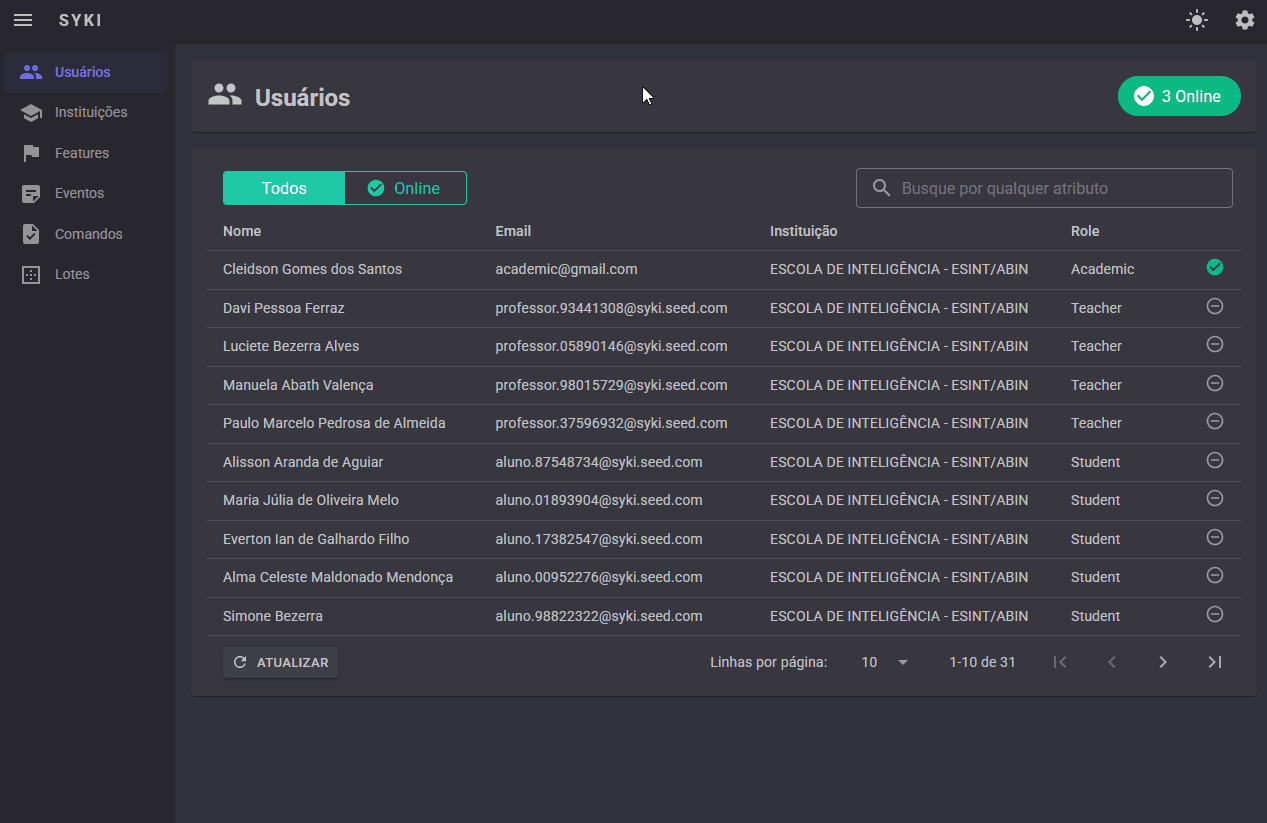 SYKI
Usuários
Instituições
Features
Eventos
Comandos
Lotes
Usuários
3 Online
Todos
Online
Busque por qualquer atributo
Nome Email Instituição Role
Cleidson Gomes dos Santos academic@gmail.com ESCOLA DE INTELIGÊNCIA - ESINT/ABIN Academic
Davi Pessoa Ferraz professor.93441308@syki.seed.com ESCOLA DE INTELIGÊNCIA - ESINT/ABIN Teacher
Luciete Bezerra Alves professor.05890146@syki.seed.com ESCOLA DE INTELIGÊNCIA - ESINT/ABIN Teacher
Manuela Abath Valença professor.98015729@syki.seed.com ESCOLA DE INTELIGÊNCIA - ESINT/ABIN Teacher
Paulo Marcelo Pedrosa de Almeida professor.37596932@syki.seed.com ESCOLA DE INTELIGÊNCIA - ESINT/ABIN Teacher
Alisson Aranda de Aguiar aluno.87548734@syki.seed.com ESCOLA DE INTELIGÊNCIA - ESINT/ABIN Student
Maria Júlia de Oliveira Melo aluno.01893904@syki.seed.com ESCOLA DE INTELIGÊNCIA - ESINT/ABIN Student
Everton Ian de Galhardo Filho aluno.17382547@syki.seed.com ESCOLA DE INTELIGÊNCIA - ESINT/ABIN Student
Alma Celeste Maldonado Mendonça aluno.00952276@syki.seed.com ESCOLA DE INTELIGÊNCIA - ESINT/ABIN Student
Simone Bezerra aluno.98822322@syki.seed.com ESCOLA DE INTELIGÊNCIA - ESINT/ABIN Student
ATUALIZAR
Linhas por página: 10 1-10 de 31